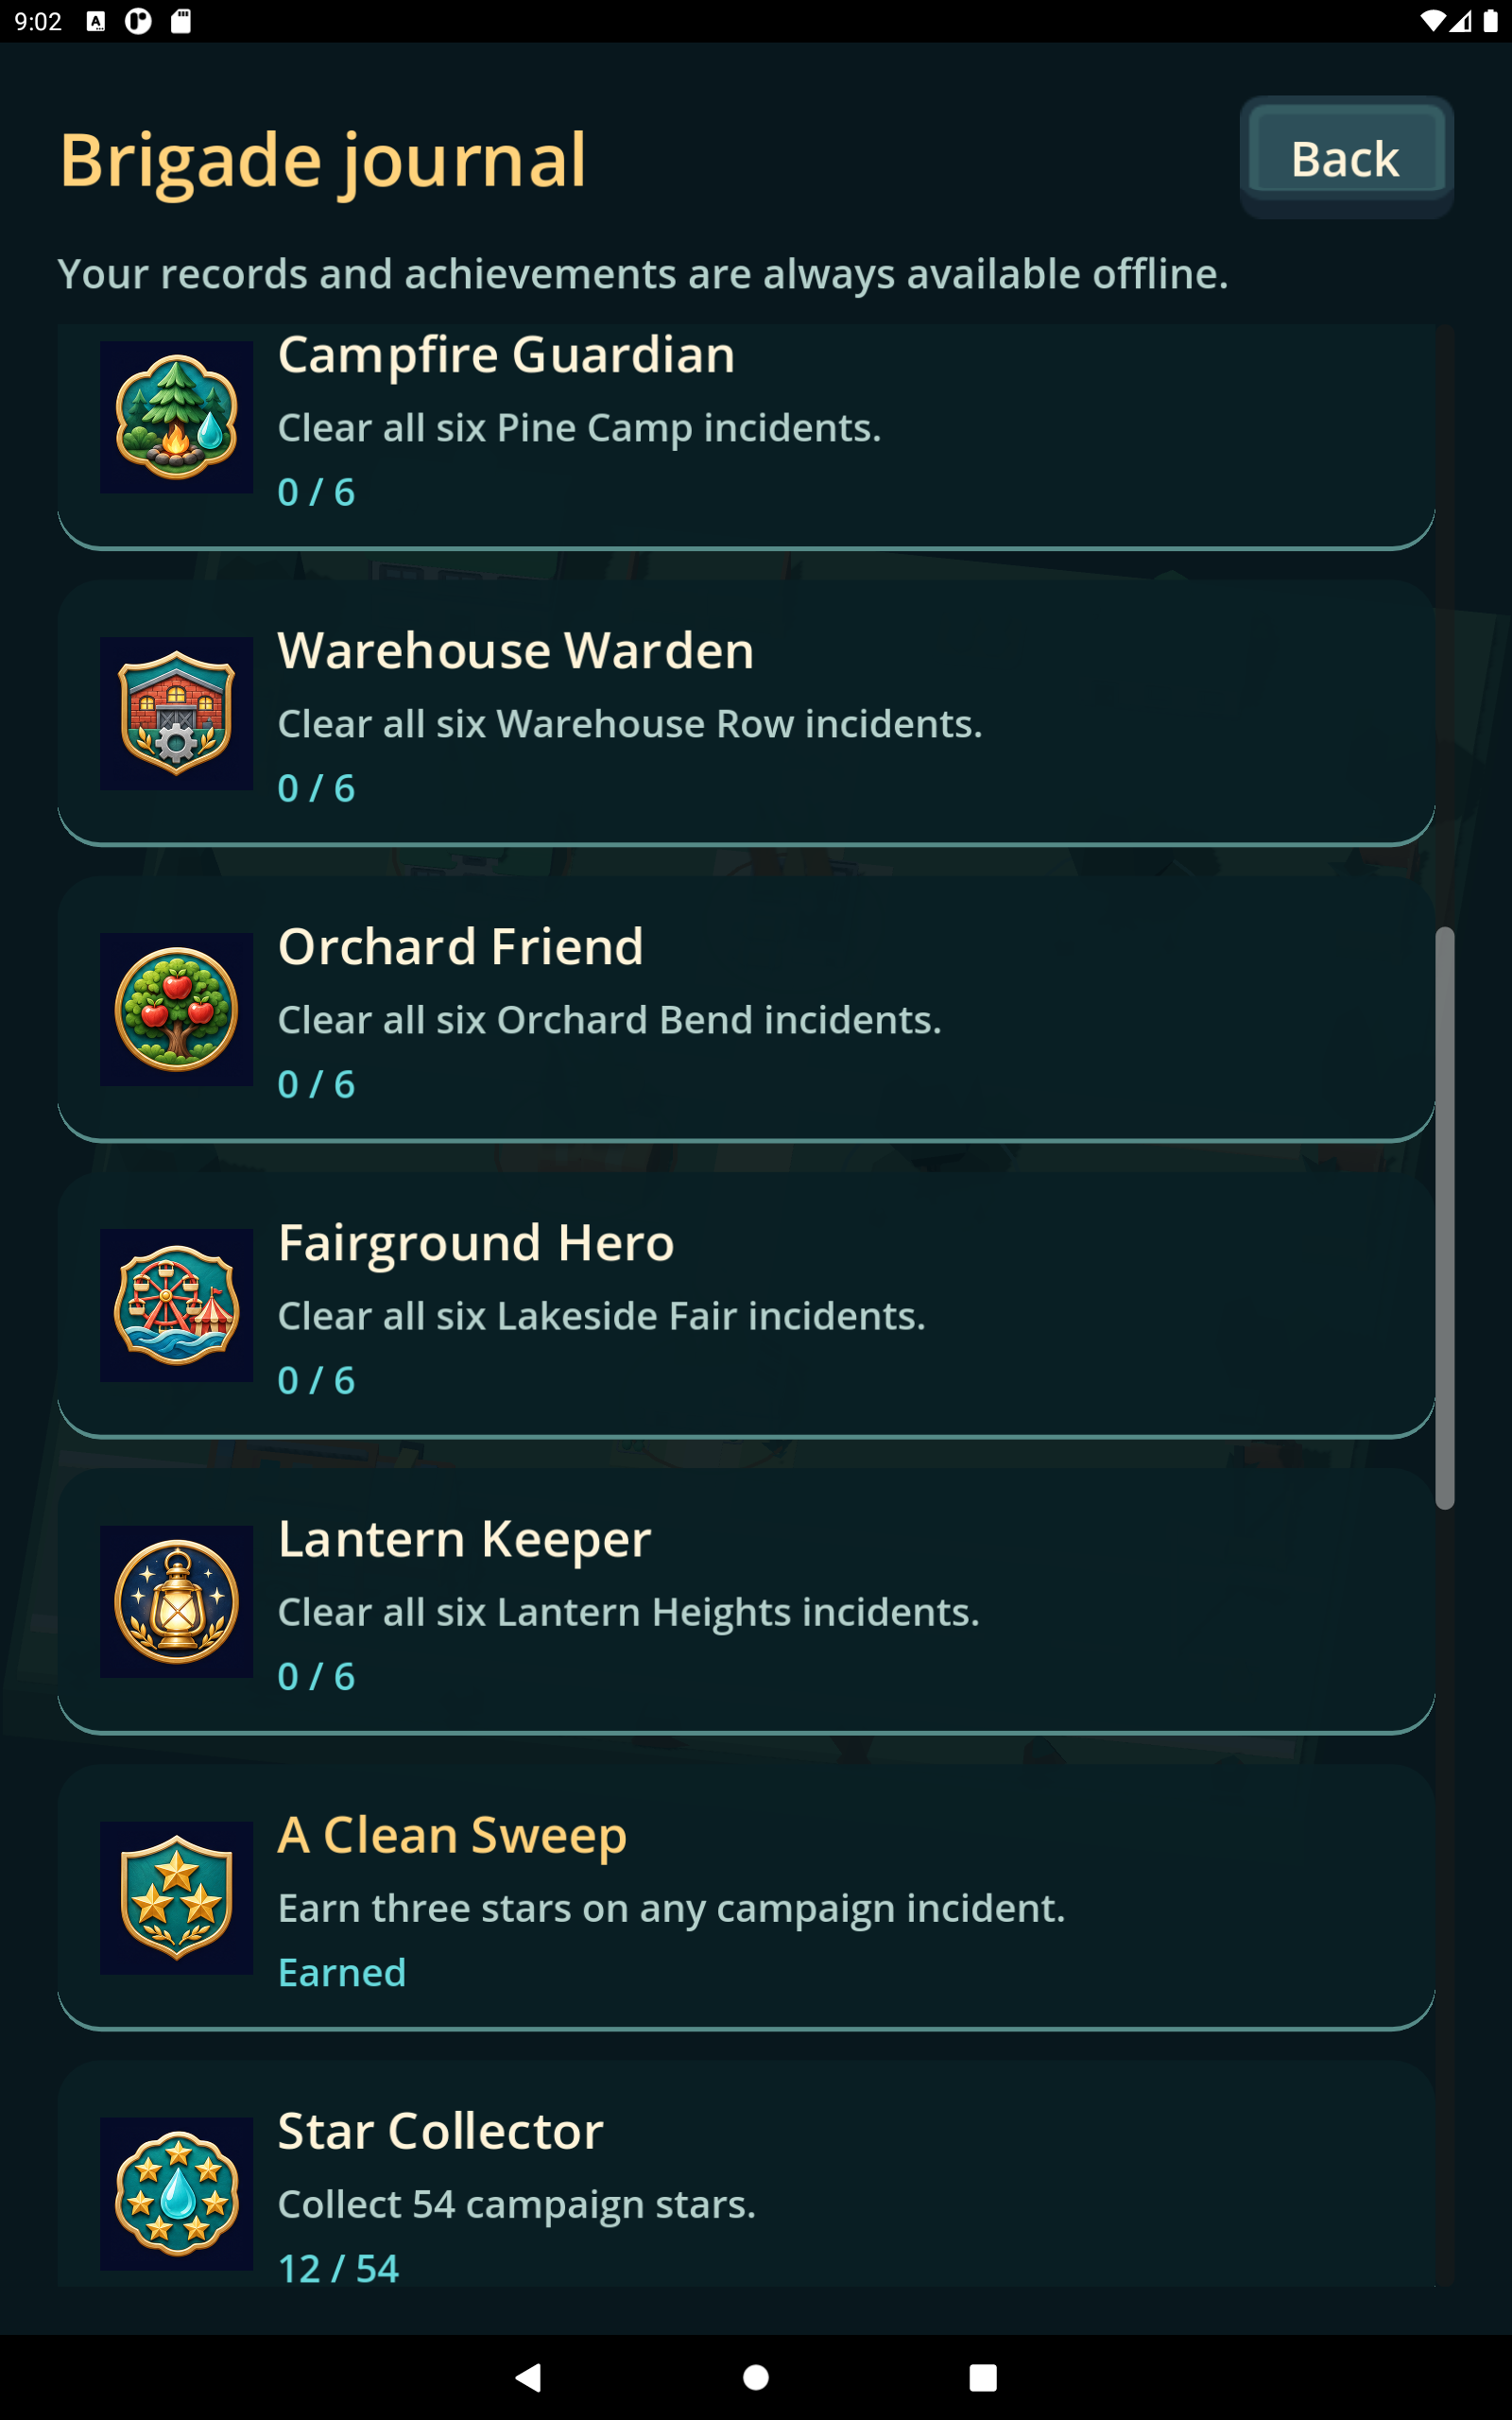 9:02
Brigade journal
Back
Your records and achievements are always available offline.
Campfire Guardian
Clear all six Pine Camp incidents.
0 / 6
Warehouse Warden
Clear all six Warehouse Row incidents.
0 / 6
Orchard Friend
Clear all six Orchard Bend incidents.
0 / 6
Fairground Hero
Clear all six Lakeside Fair incidents.
0 / 6
Lantern Keeper
Clear all six Lantern Heights incidents.
0 / 6
A Clean Sweep
Earn three stars on any campaign incident.
Earned
Star Collector
Collect 54 campaign stars.
12 / 54